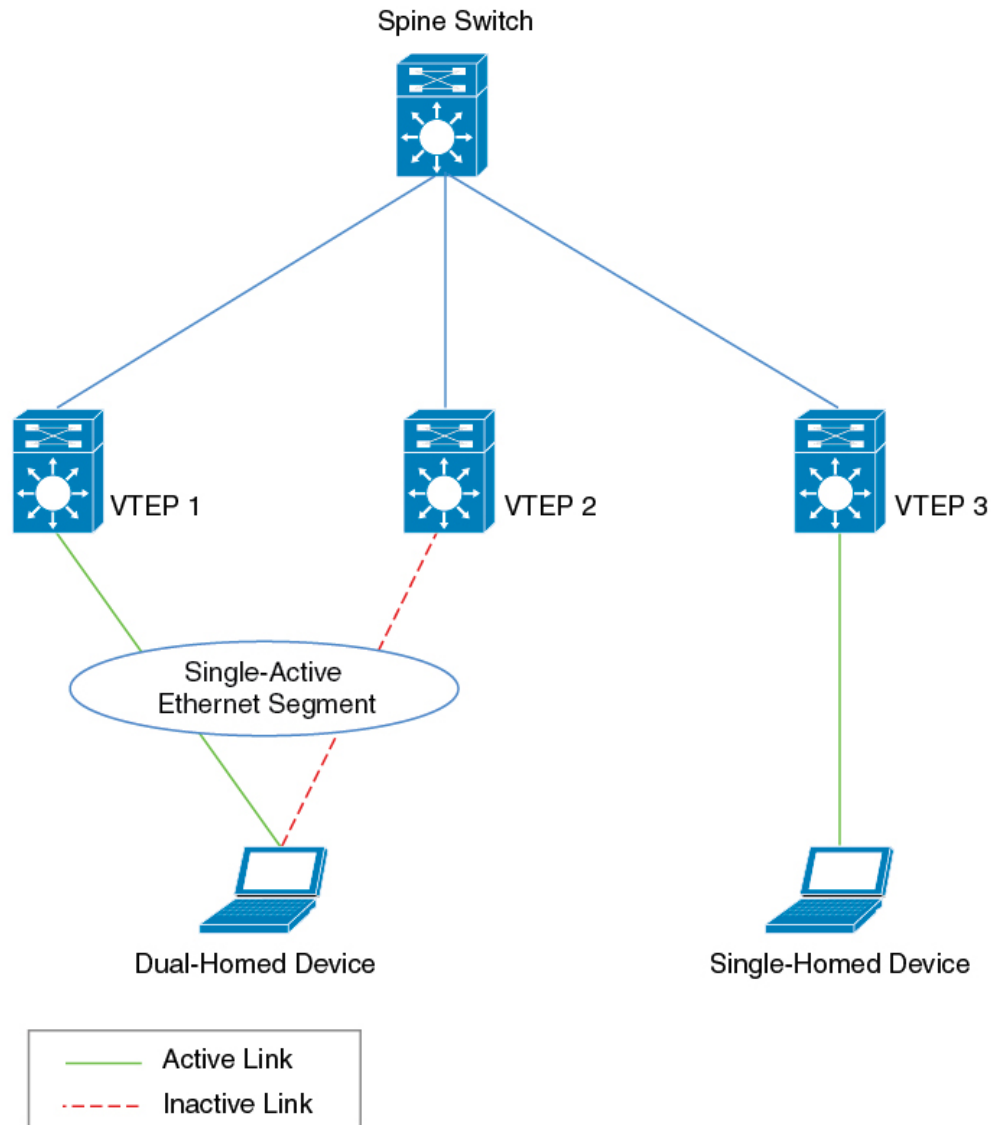 Spine Switch
VTEP 1
VTEP 2
VTEP 3
Single-Active
Ethernet Segment
Dual-Homed Device
Single-Homed Device
Active Link
Inactive Link